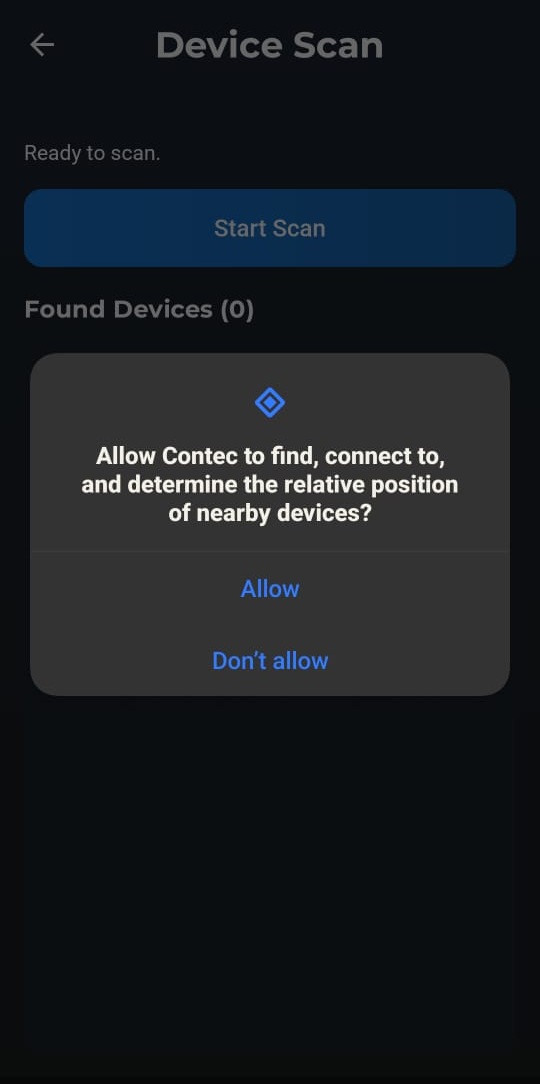 Device Scan
Ready to scan.
Start Scan
Found Devices (0)
Allow Contec to find, connect to,
and determine the relative position
of nearby devices?
Allow
Don’t allow